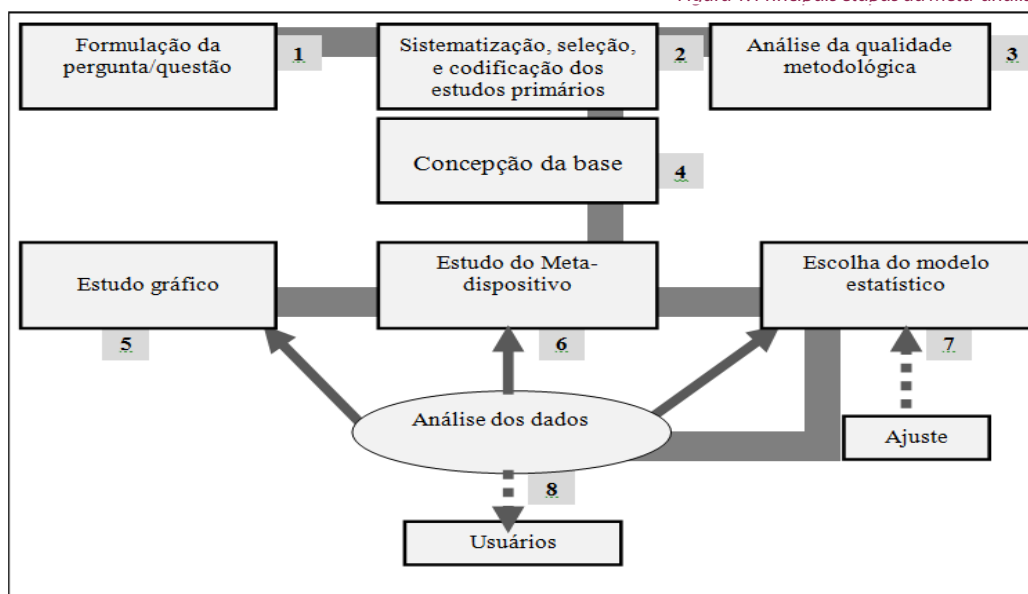 Formulação da
pergunta/questão
1
Sistematização, seleção,
e codificação dos
estudos primários
2
Análise da qualidade
metodológica
3
Concepção da base
4
Estudo gráfico
5
Estudo do Meta-
dispositivo
6
Escolha do modelo
estatístico
7
Análise dos dados
8
Ajuste
Usuários